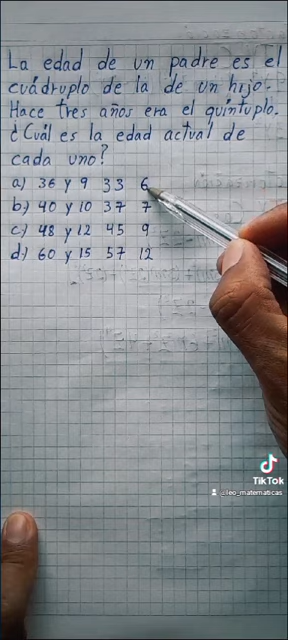 La edad de un padre es el
cuádruplo de la de un hijo.
Hace tres años era el quíntuplo.
¿Cuál es la edad actual de
cada uno?
a) 36 y 9 33 6
b) 40 y 10 37 7
c) 48 y 12 45 9
d) 60 y 15 57 12
TikTok
@leo_matematicas